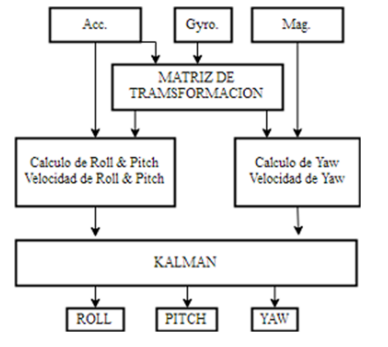 Acc.
Gyro.
Mag.
MATRIZ DE
TRAMSFORMACION
Calculo de Roll & Pitch
Velocidad de Roll & Pitch
Calculo de Yaw
Velocidad de Yaw
KALMAN
ROLL
PITCH
YAW